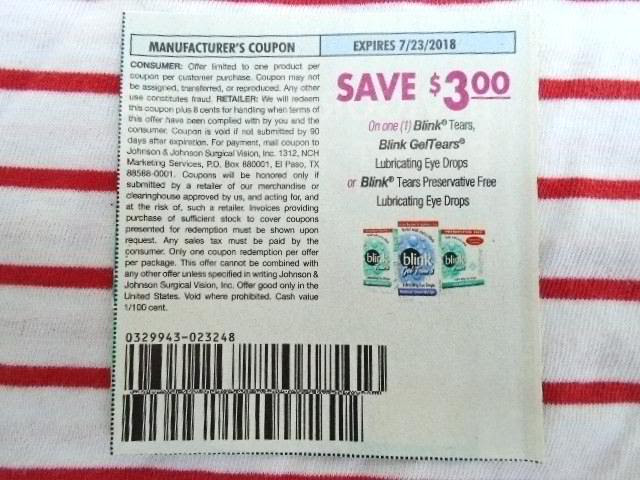 MANUFACTURER'S COUPON
EXPIRES 7/23/2018
CONSUMER: Offer limited to one product per
coupon per customer purchase. Coupon may not
be assigned, transferred, or reproduced. Any other
use constitutes fraud. RETAILER: We will redeem
this coupon plus 8 cents for handling when terms of
this offer have been complied with by you and the
consumer. Coupon is void if not submitted by 90
days after expiration. For payment, mail coupon to
Johnson & Johnson Surgical Vision, Inc. 1312, NCH
Marketing Services, P.O. Box 880001, El Paso, TX
88588-0001. Coupons will be honored only if
submitted by a retailer of our merchandise or
clearinghouse approved by us, and acting for, and
at the risk of, such a retailer. Invoices providing
purchase of sufficient stock to cover coupons
presented for redemption must be shown upon
request. Any sales tax must be paid by the
consumer. Only one coupon redemption per offer
per package. This offer cannot be combined with
any other offer unless specified in writing Johnson &
Johnson Surgical Vision, Inc. Offer good only in the
United States. Void where prohibited. Cash value
1/100 cent.
SAVE $3.00
On one (1) Blink® Tears,
Blink GelTears®
Lubricating Eye Drops
or Blink® Tears Preservative Free
Lubricating Eye Drops
blink
blink
Gel Tears
blink
0329943-023248